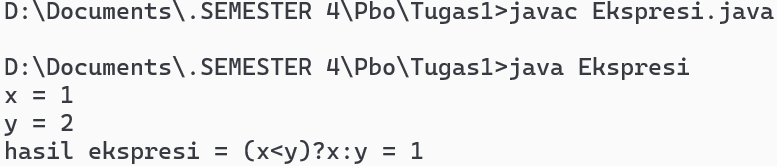 D:\Documents\.SEMESTER 4\Pbo\Tugas1>javac Ekspresi.java
D:\Documents\.SEMESTER 4\Pbo\Tugas1>java Ekspresi
x = 1
y = 2
hasil ekspresi = (x<y)?x:y = 1